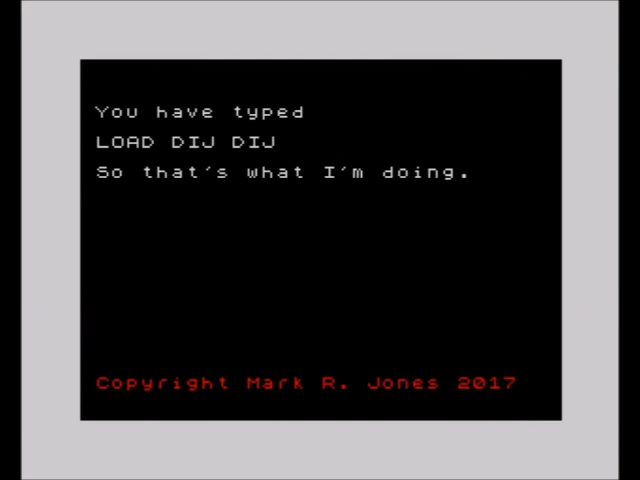 You have typed
LOAD DIJ DIJ
So that's what I'm doing.
Copyright Mark R. Jones 2017